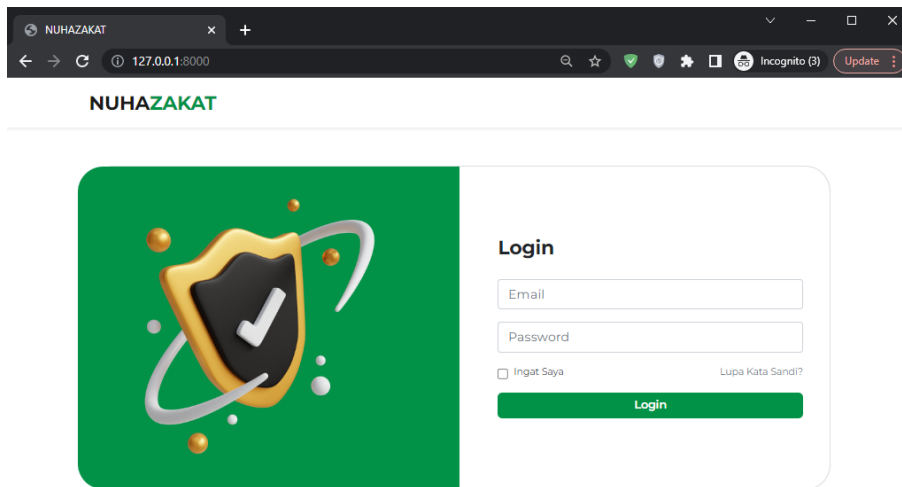 NUHAZAKAT
127.0.0.1:8000
Incognito (3)
Update
NUHAZAKAT
Login
Email
Password
Ingat Saya
Lupa Kata Sandi?
Login